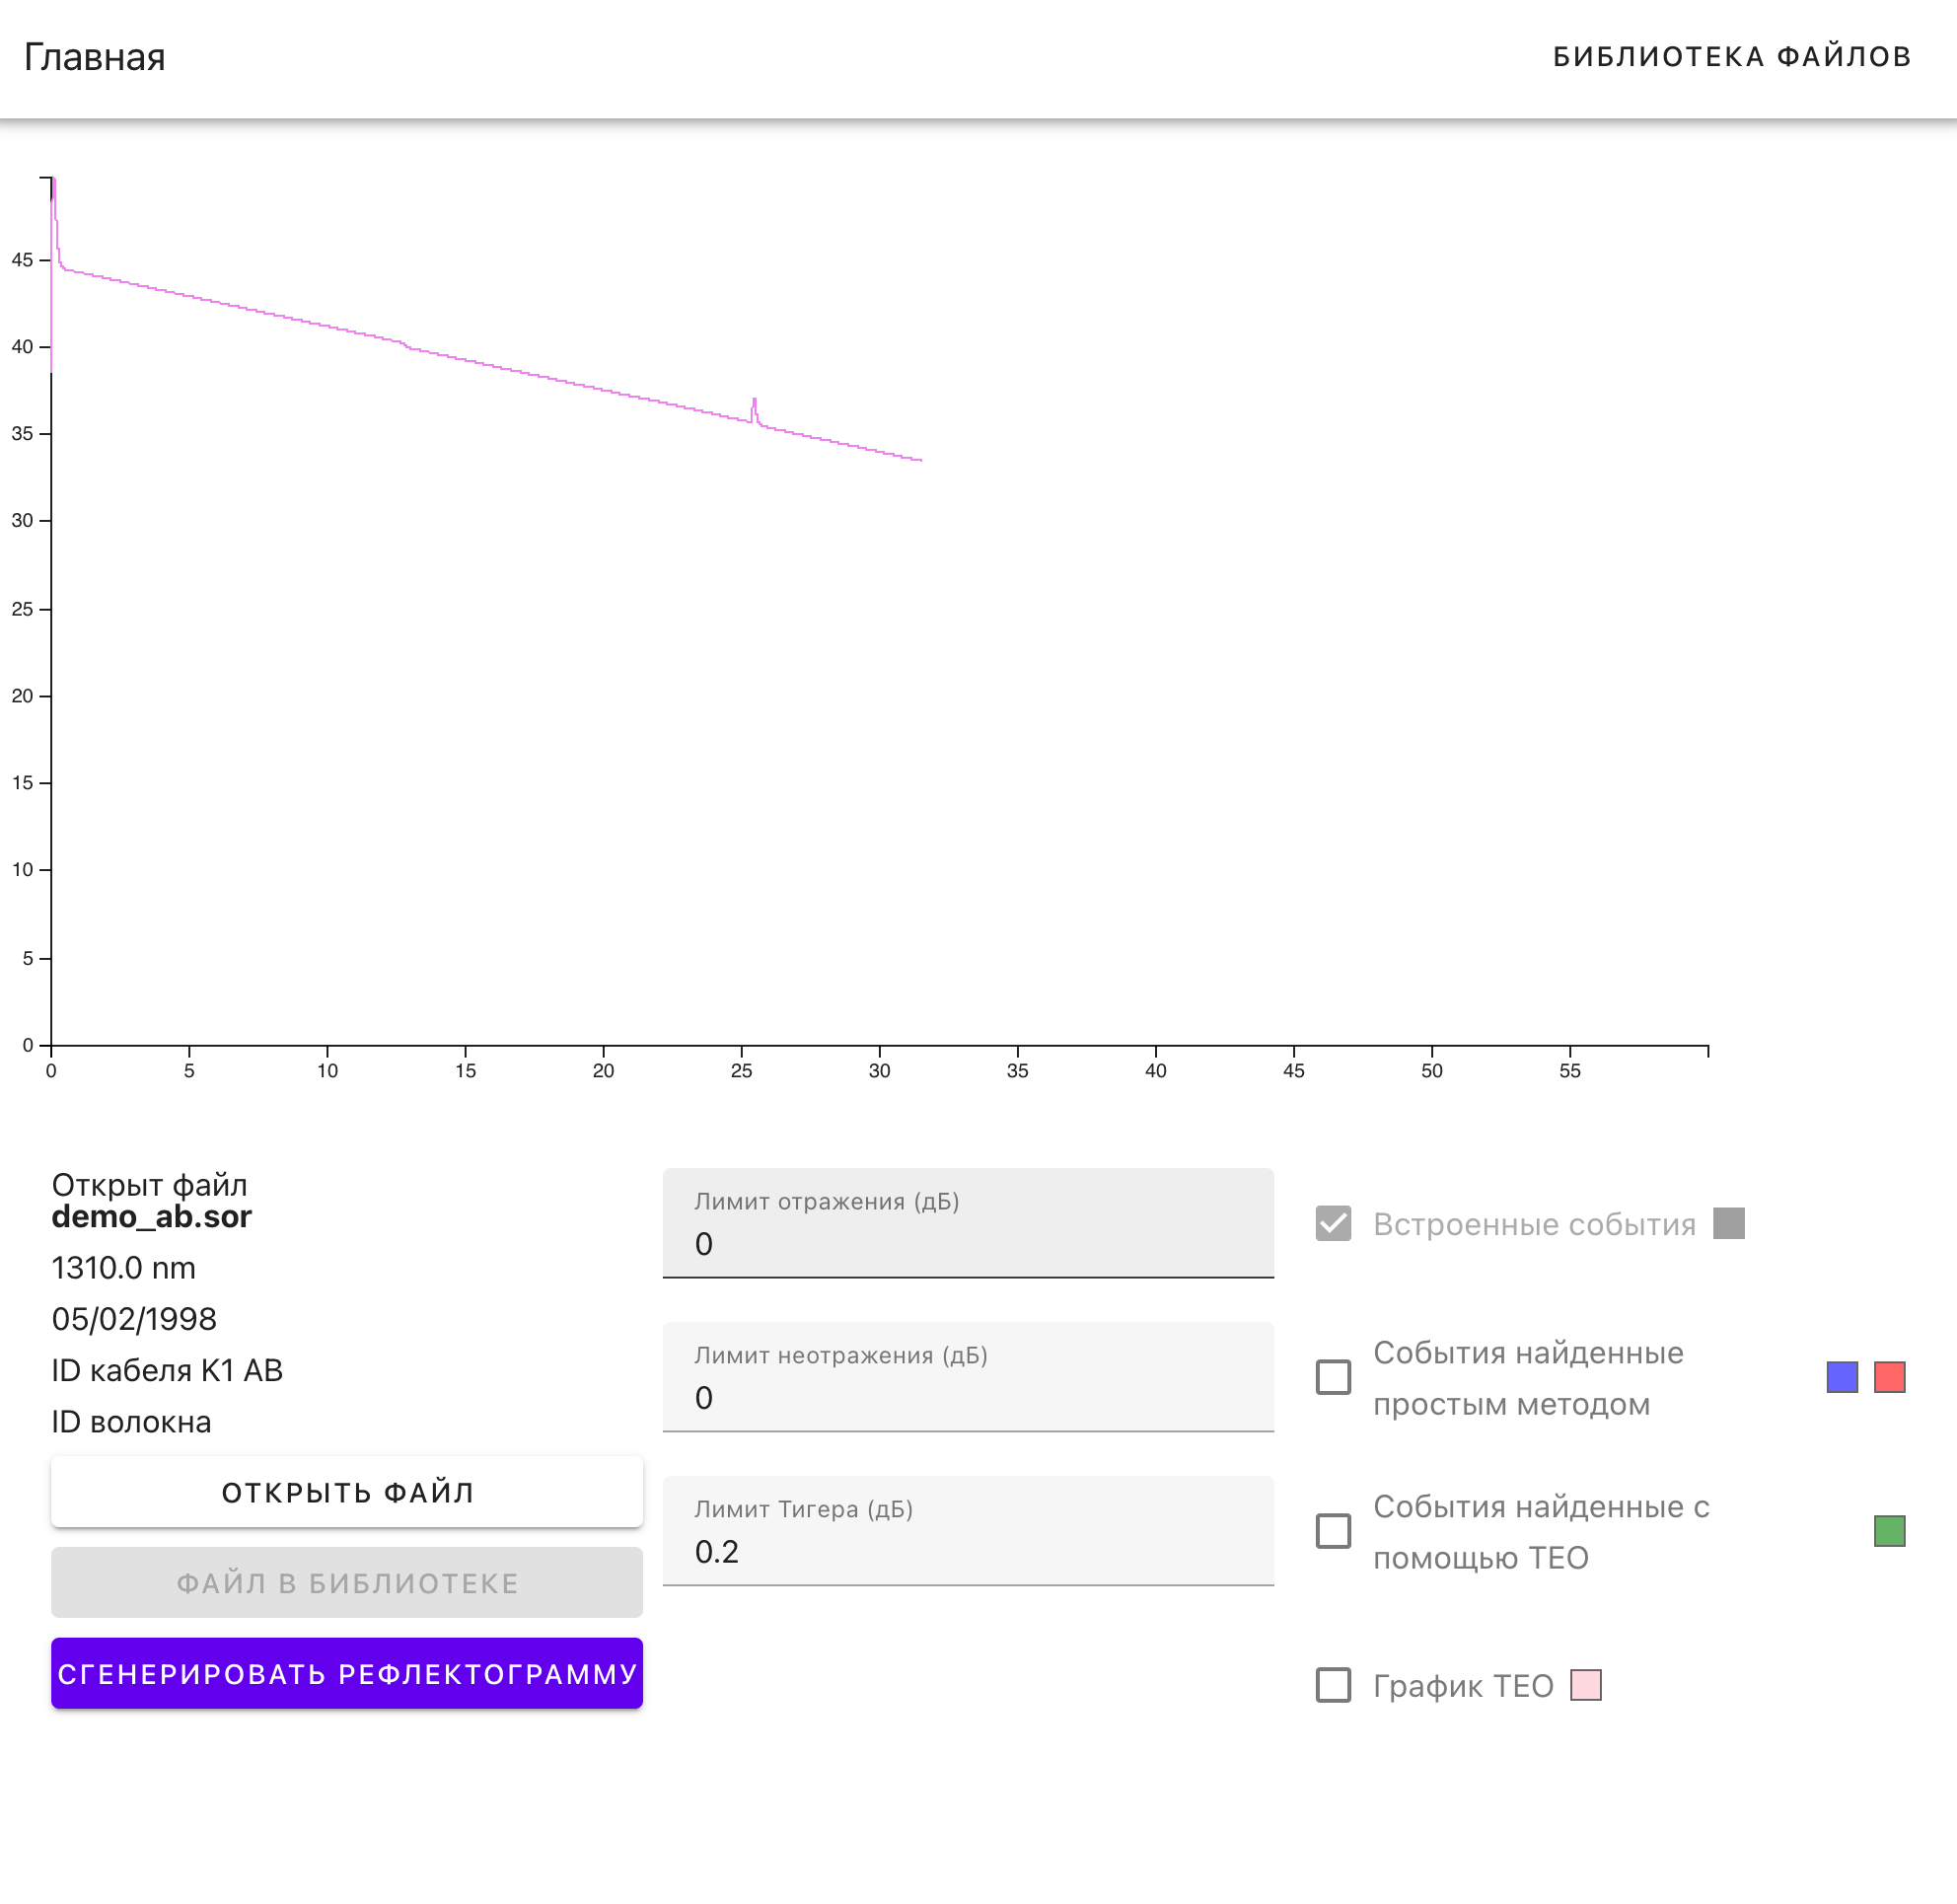 Главная
БИБЛИОТЕКА ФАЙЛОВ
45
40
35
30
25
20
15
10
5
0
0 5 10 15 20 25 30 35 40 45 50 55
Открыт файл
demo_ab.sor
1310.0 nm
05/02/1998
ID кабеля K1 AB
ID волокна
ОТКРЫТЬ ФАЙЛ
ФАЙЛ В БИБЛИОТЕКЕ
СГЕНЕРИРОВАТЬ РЕФЛЕКТОГРАММУ
Лимит отражения (дБ)
0
Лимит неотражения (дБ)
0
Лимит Тигера (дБ)
0.2
Встроенные события
События найденные
простым методом
События найденные с
помощью TEO
График TEO